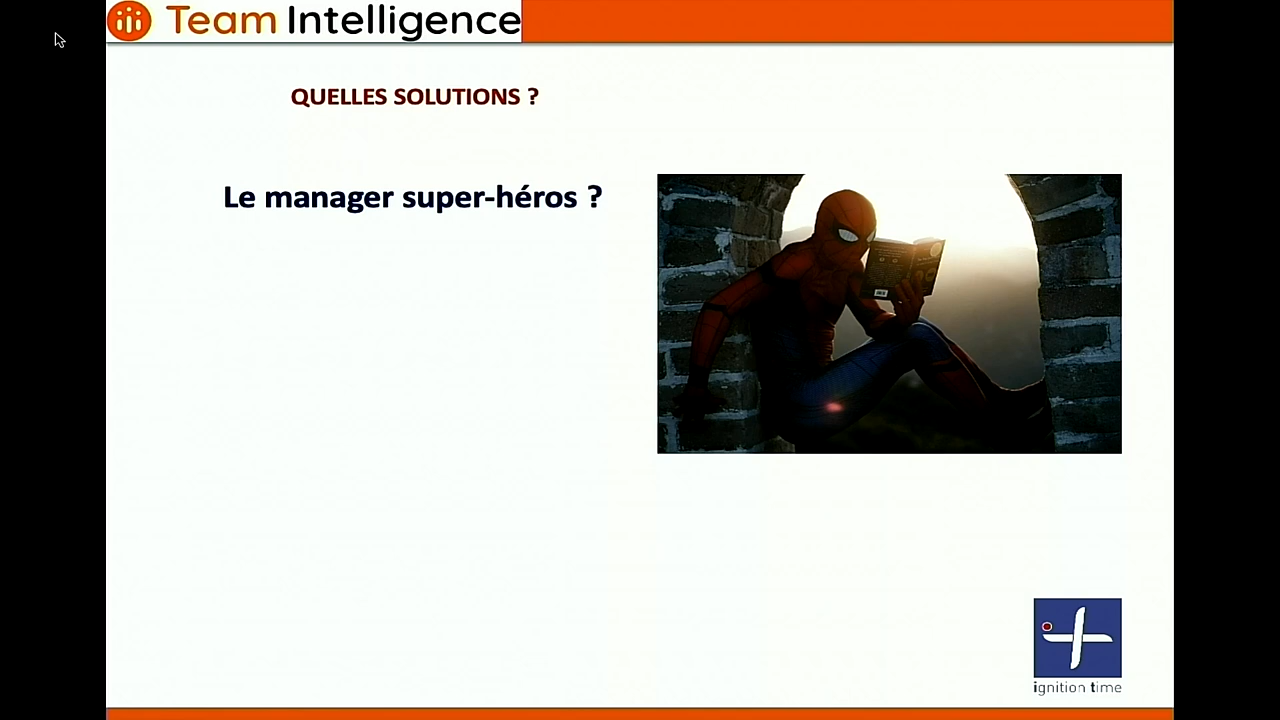 Team Intelligence
QUELLES SOLUTIONS ?
Le manager super-héros ?
ignition time